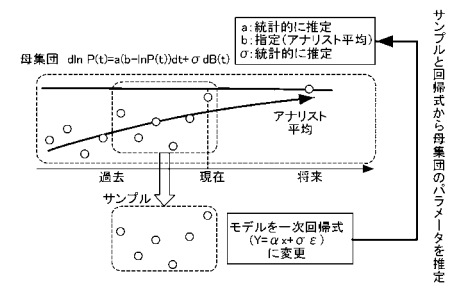 a:統計的に推定
b:指定(アナリスト平均)
σ:統計的に推定
母集団 dln P(t)=a(b-lnP(t))dt+σ dB(t)
アナリスト
平均
過去
現在
将来
サンプル
モデルを一次回帰式
(Y=αx+σ ε)
に変更
サンプルと回帰式から母集団のパラメータを推定